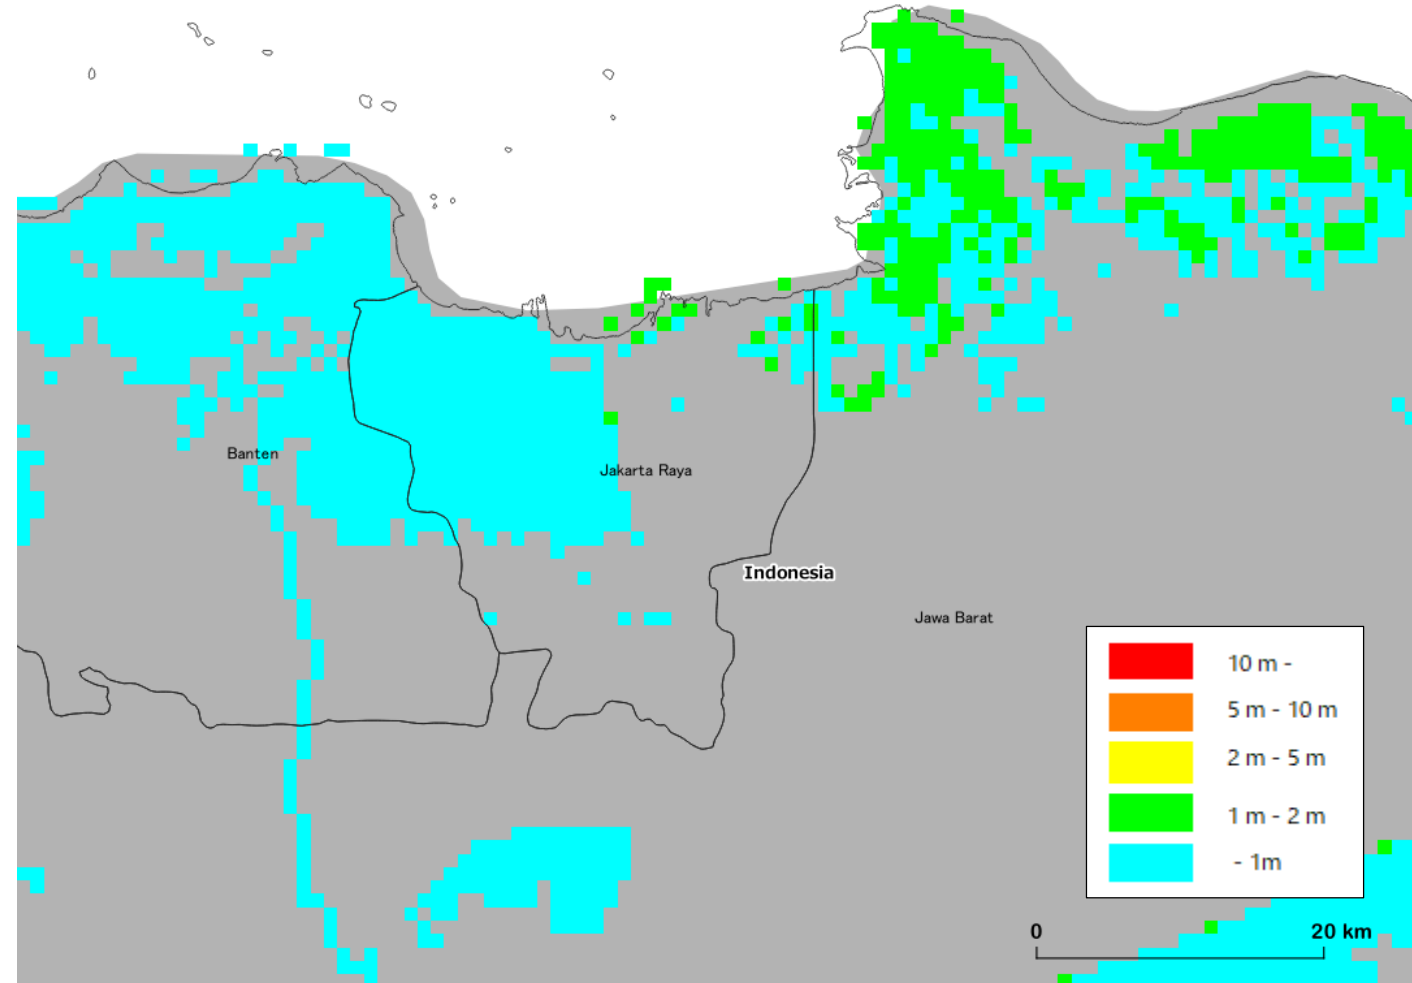 Banten
Jakarta Raya
Indonesia
Jawa Barat
10 m -
5 m - 10 m
2 m - 5 m
1 m - 2 m
- 1m
0 20 km